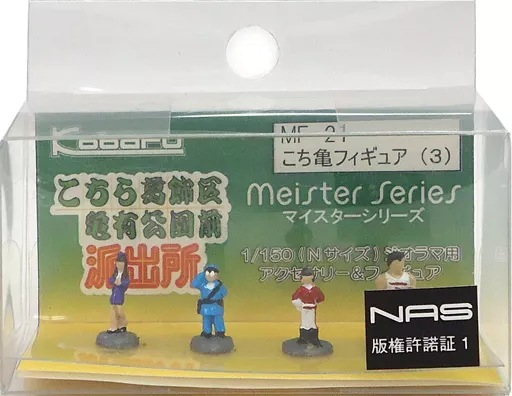 Kobaru
MF-21
こち亀フィギュア (3)
こちら葛飾区
亀有公園前
派出所
meister series
マイスターシリーズ
1/150(Nサイズ)ジオラマ用
アクセサリー&フィギュア
NAS
版権許諾証1